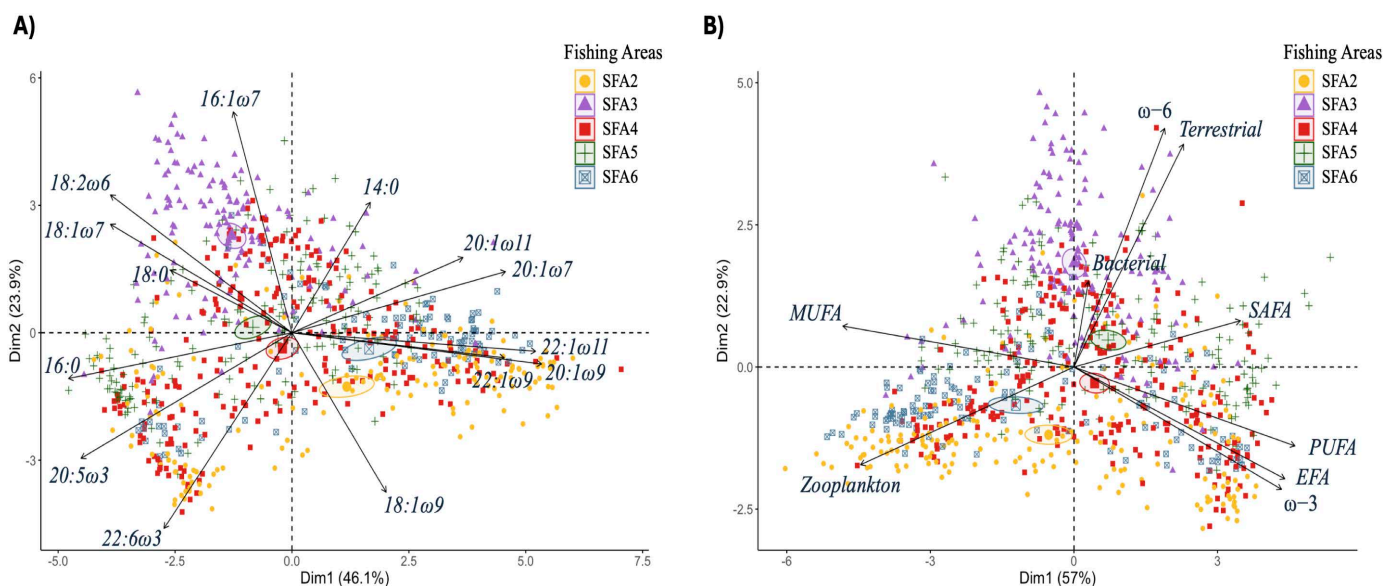 A)
Fishing Areas
SFA2
SFA3
SFA4
SFA5
SFA6
6
3
0
-3
-5.0
-2.5
0.0
2.5
5.0
7.5
Dim2 (23.9%)
Dim1 (46.1%)
16:1ω7
14:0
18:2ω6
18:1ω7
18:0
20:1ω11
20:1ω7
16:0
22:1ω11
20:1ω9
22:1ω9
20:5ω3
18:1ω9
22:6ω3
B)
Fishing Areas
SFA2
SFA3
SFA4
SFA5
SFA6
5.0
2.5
0.0
-2.5
-6
-3
0
3
Dim2 (22.9%)
Dim1 (57%)
ω−6
Terrestrial
Bacterial
MUFA
SAFA
PUFA
EFA
ω−3
Zooplankton